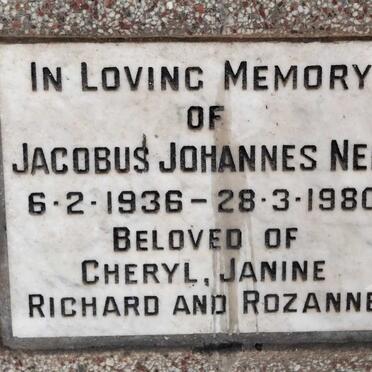 IN LOVING MEMORY
OF
JACOBUS JOHANNES
6·2·1936–28·3·1980
BELOVED OF
CHERYL, JANINE
RICHARD AND ROZANNE